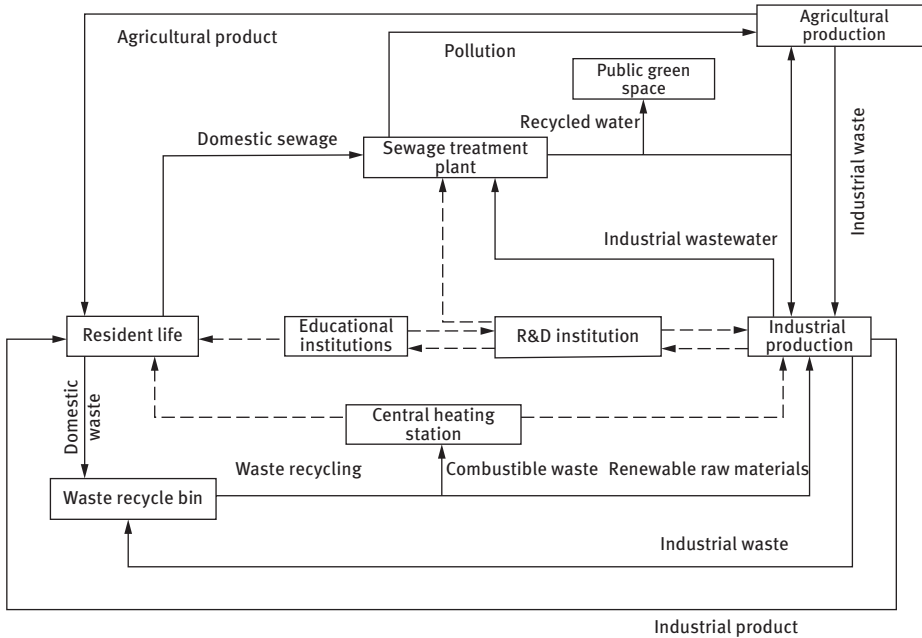 Agricultural
production
Agricultural product
Pollution
Public green
space
Recycled water
Domestic sewage
Sewage treatment
plant
Industrial waste
Industrial wastewater
Resident life
Educational
institutions
R&D institution
Industrial
production
Domestic
waste
Central heating
station
Waste recycling
Combustible waste
Renewable raw materials
Waste recycle bin
Industrial waste
Industrial product